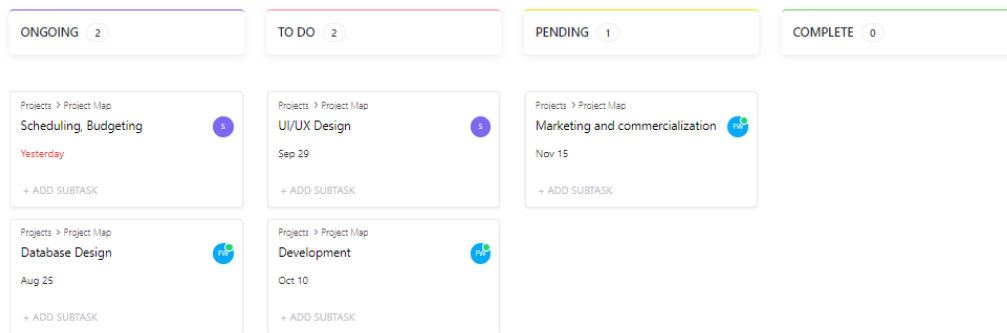 ONGOING 2
TO DO 2
PENDING 1
COMPLETE 0
Projects > Project Map
Scheduling, Budgeting S
Yesterday
+ ADD SUBTASK
Projects > Project Map
Database Design FW
Aug 25
+ ADD SUBTASK
Projects > Project Map
UI/UX Design S
Sep 29
+ ADD SUBTASK
Projects > Project Map
Development FW
Oct 10
+ ADD SUBTASK
Projects > Project Map
Marketing and commercialization FW
Nov 15
+ ADD SUBTASK